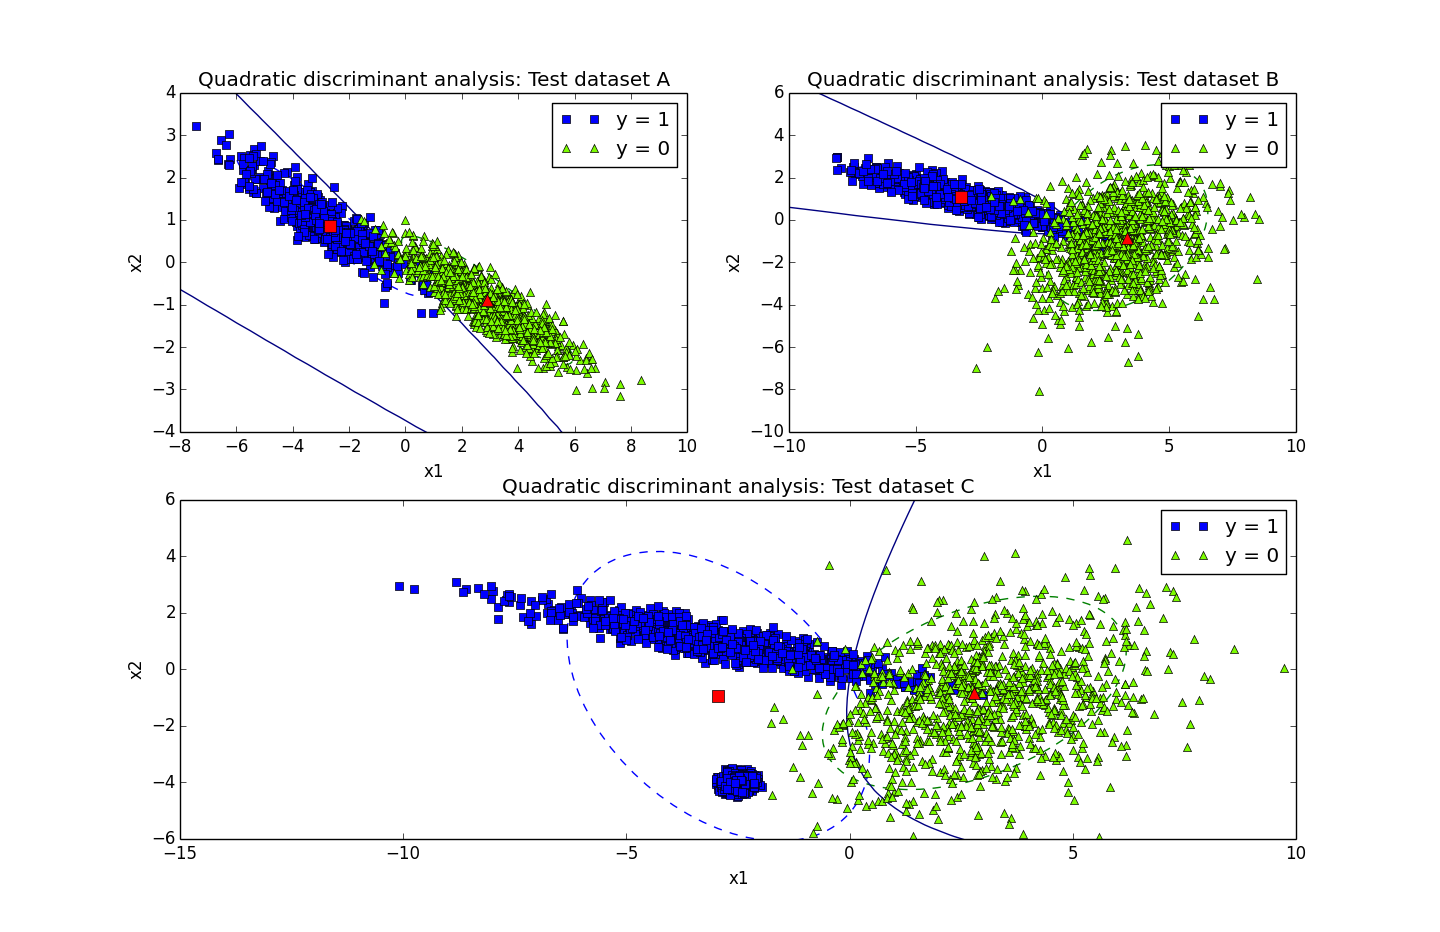 Quadratic discriminant analysis: Test dataset A
y = 1
y = 0
4
3
2
1
0
−1
−2
−3
−4
x2
−8 −6 −4 −2 0 2 4 6 8 10
x1
Quadratic discriminant analysis: Test dataset B
y = 1
y = 0
6
4
2
0
−2
−4
−6
−8
−10
x2
−10 −5 0 5 10
x1
Quadratic discriminant analysis: Test dataset C
y = 1
y = 0
6
4
2
0
−2
−4
−6
x2
−15 −10 −5 0 5 10
x1